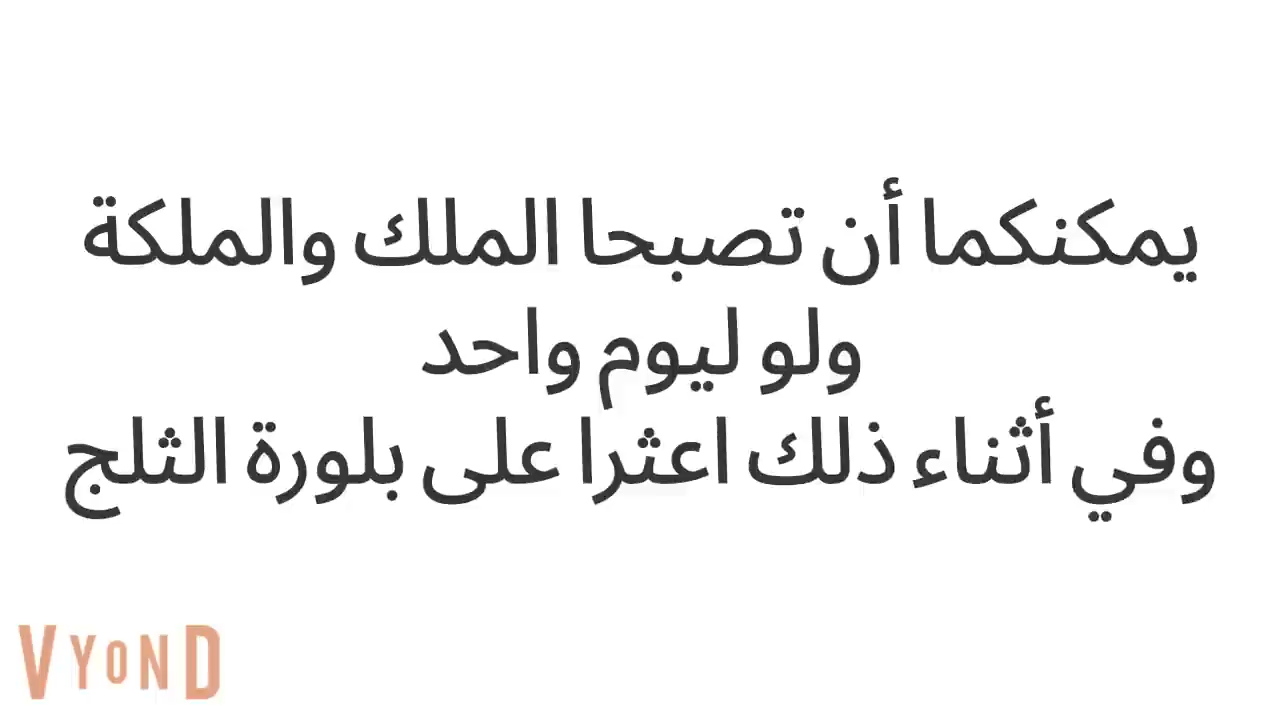 يمكنكما أن تصبحا الملك والملكة
ولو ليوم واحد
وفي أثناء ذلك اعثرا على بلورة الثلج
VYOND